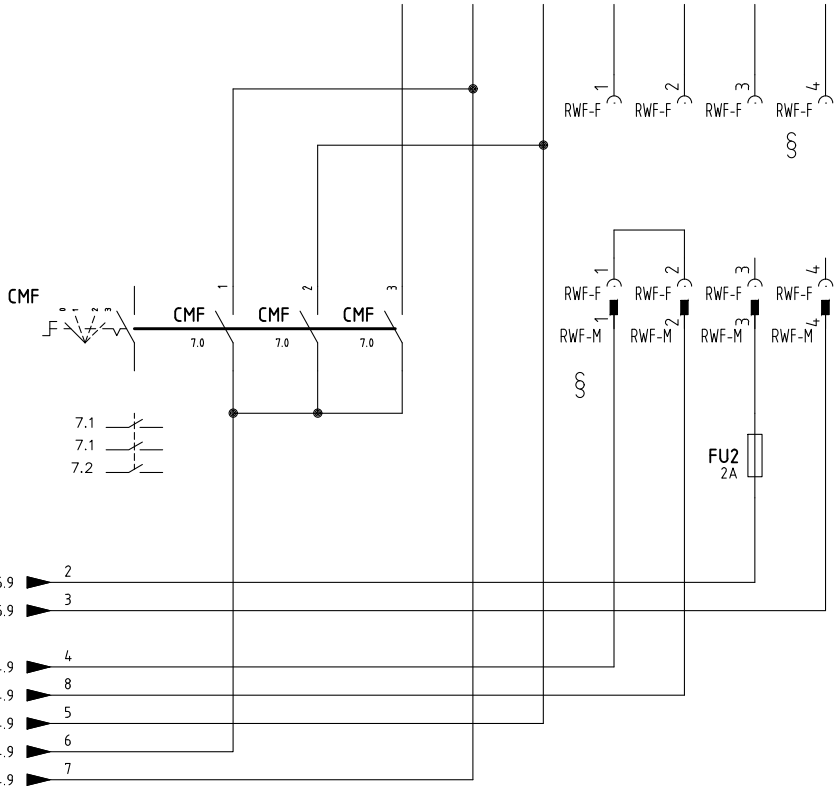 1 2 3 4
RWF-F RWF-F RWF-F RWF-F
§
1 2 3
1 2 3 4
CMF
RWF-F RWF-F RWF-F RWF-F
0 1 2 3
CMF CMF CMF
1 2 3 4
7.0 7.0 7.0
RWF-M RWF-M RWF-M RWF-M
§
7.1
7.1
7.2
FU2
2A
2
3
4
8
5
6
7